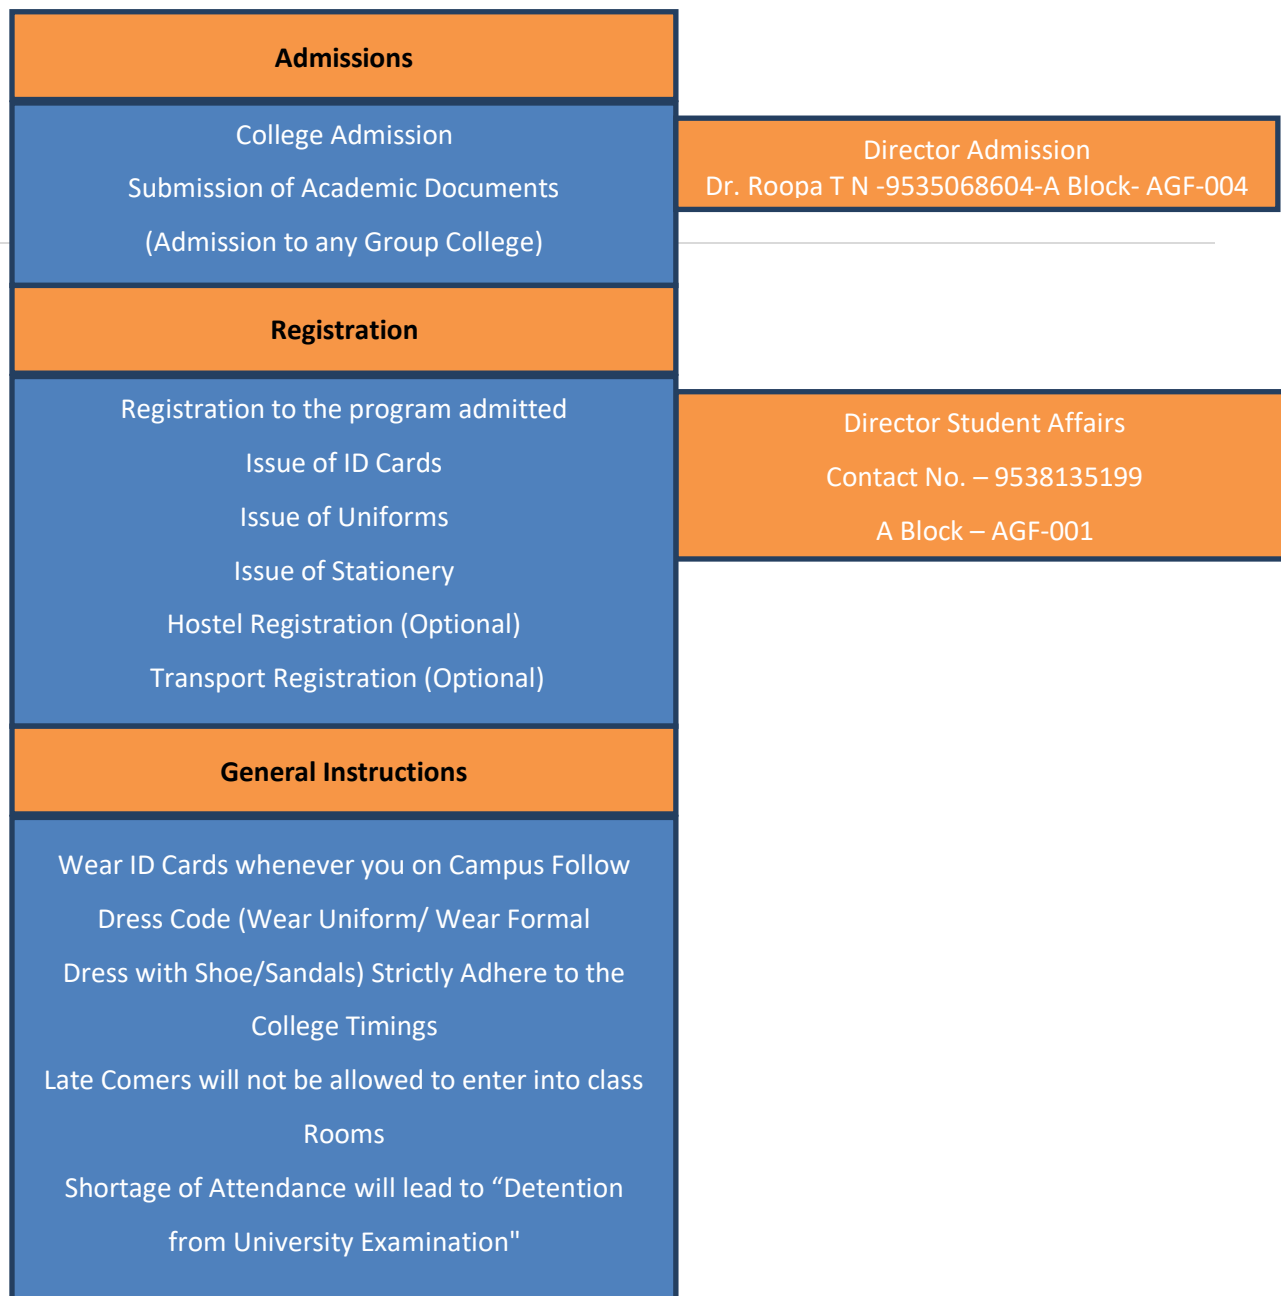 Admissions
College Admission
Submission of Academic Documents
(Admission to any Group College)
Director Admission
Dr. Roopa T N -9535068604-A Block- AGF-004
Registration
Registration to the program admitted
Issue of ID Cards
Issue of Uniforms
Issue of Stationery
Hostel Registration (Optional)
Transport Registration (Optional)
Director Student Affairs
Contact No. – 9538135199
A Block – AGF-001
General Instructions
Wear ID Cards whenever you on Campus Follow
Dress Code (Wear Uniform/ Wear Formal
Dress with Shoe/Sandals) Strictly Adhere to the
College Timings
Late Comers will not be allowed to enter into class
Rooms
Shortage of Attendance will lead to “Detention
from University Examination"